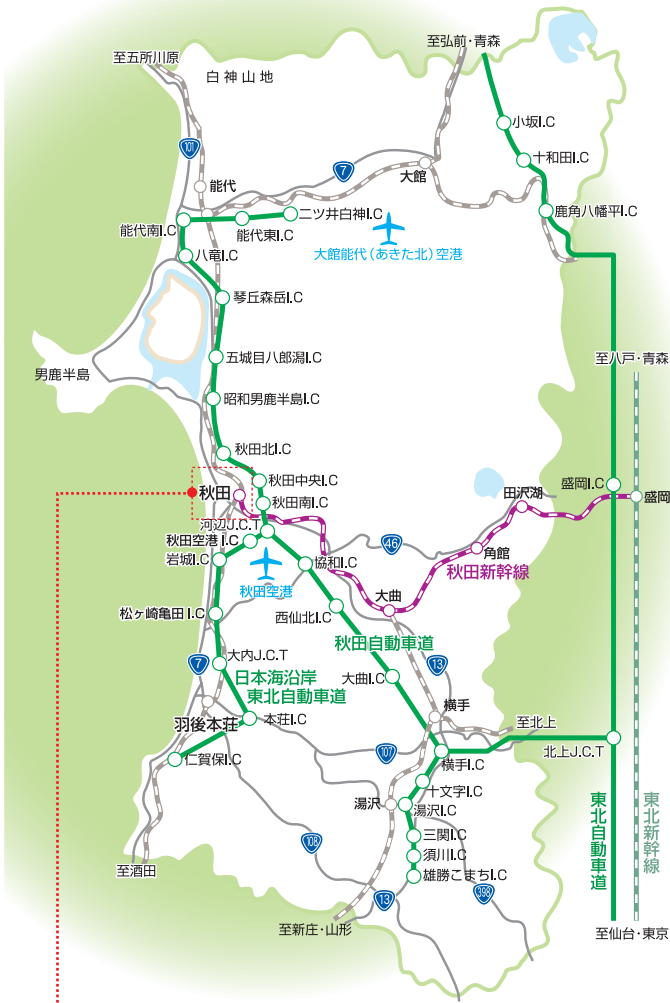 至弘前・青森
至五所川原
白神山地
小坂I.C
十和田I.C
101
7
大館
能代
鹿角八幡平I.C
二ツ井白神I.C
能代南I.C
能代東I.C
大館能代(あきた北)空港
八竜I.C
琴丘森岳I.C
五城目八郎潟I.C
至八戸・青森
男鹿半島
昭和男鹿半島I.C
秋田北I.C
秋田中央I.C
盛岡I.C
秋田
田沢湖
盛岡
秋田南I.C
河辺J.C.T
秋田空港I.C
46
角館
岩城I.C
協和I.C
秋田新幹線
秋田空港
大曲
西仙北I.C
松ヶ崎亀田I.C
秋田自動車道
7
大内J.C.T
13
日本海沿岸
東北自動車道
大曲I.C
羽後本荘
本荘I.C
横手
至北上
107
北上J.C.T
仁賀保I.C
横手I.C
十文字I.C
湯沢
湯沢I.C
東北自動車道
東北新幹線
三関I.C
108
須川I.C
至酒田
雄勝こまちI.C
13
398
至新庄・山形
至仙台・東京